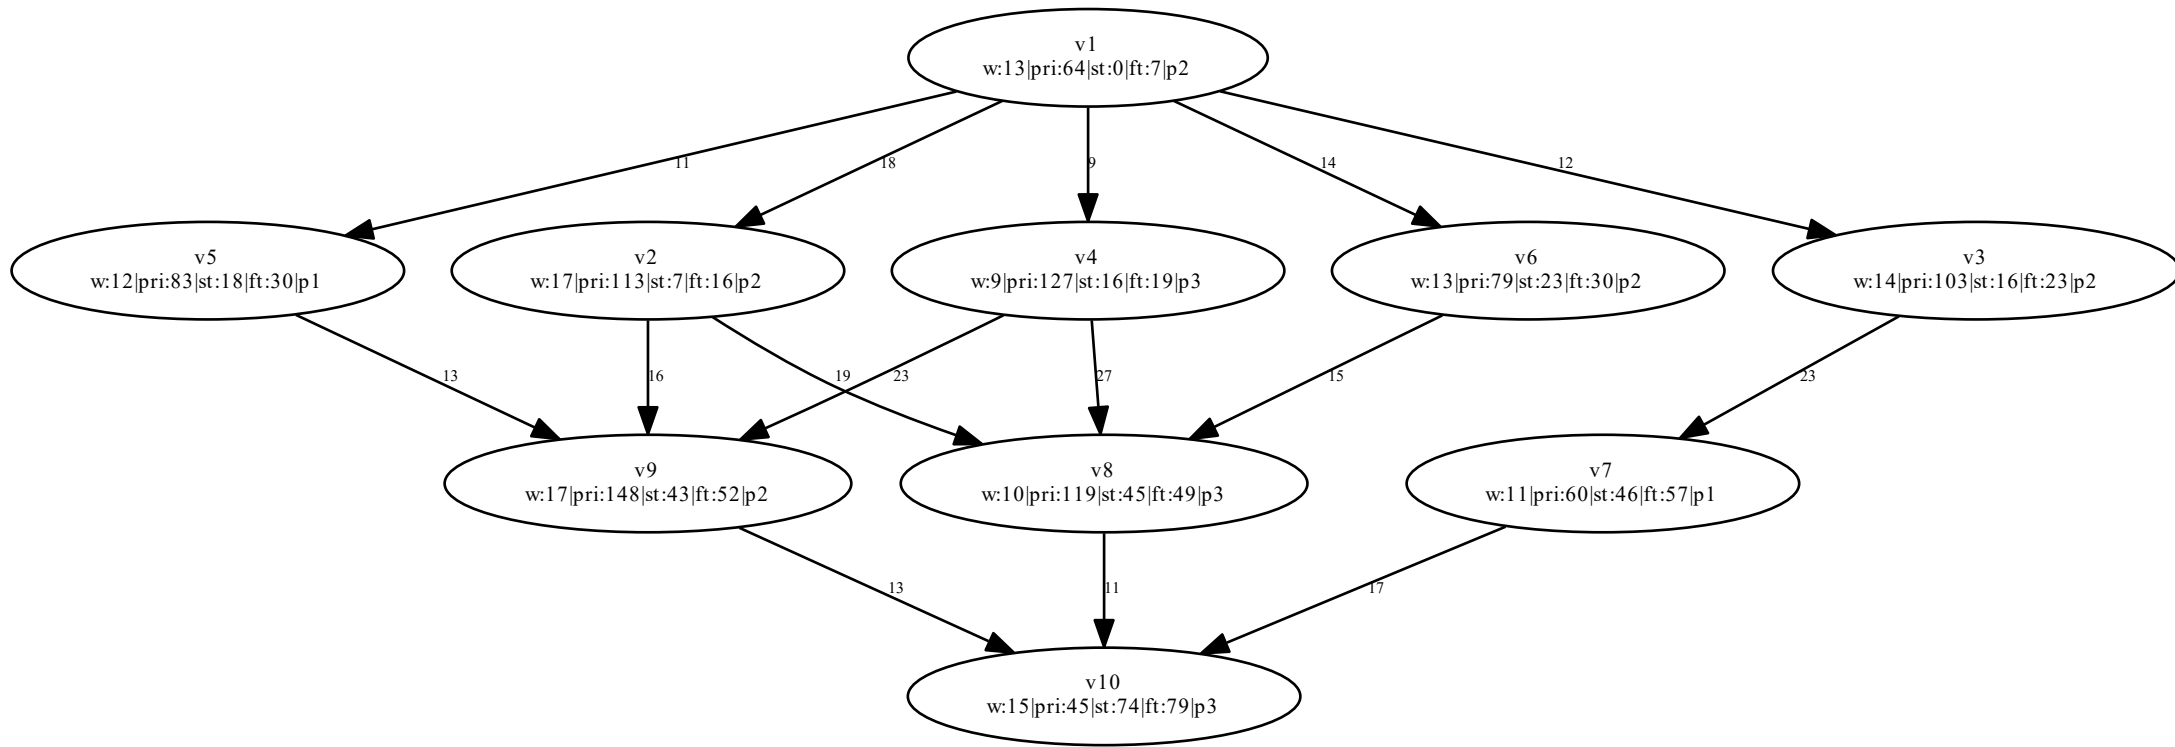 v1
w:13|pri:64|st:0|ft:7|p2
11
18
9
14
12
v5
w:12|pri:83|st:18|ft:30|p1
v2
w:17|pri:113|st:7|ft:16|p2
v4
w:9|pri:127|st:16|ft:19|p3
v6
w:13|pri:79|st:23|ft:30|p2
v3
w:14|pri:103|st:16|ft:23|p2
13
16
19
23
27
15
23
v9
w:17|pri:148|st:43|ft:52|p2
v8
w:10|pri:119|st:45|ft:49|p3
v7
w:11|pri:60|st:46|ft:57|p1
13
11
17
v10
w:15|pri:45|st:74|ft:79|p3